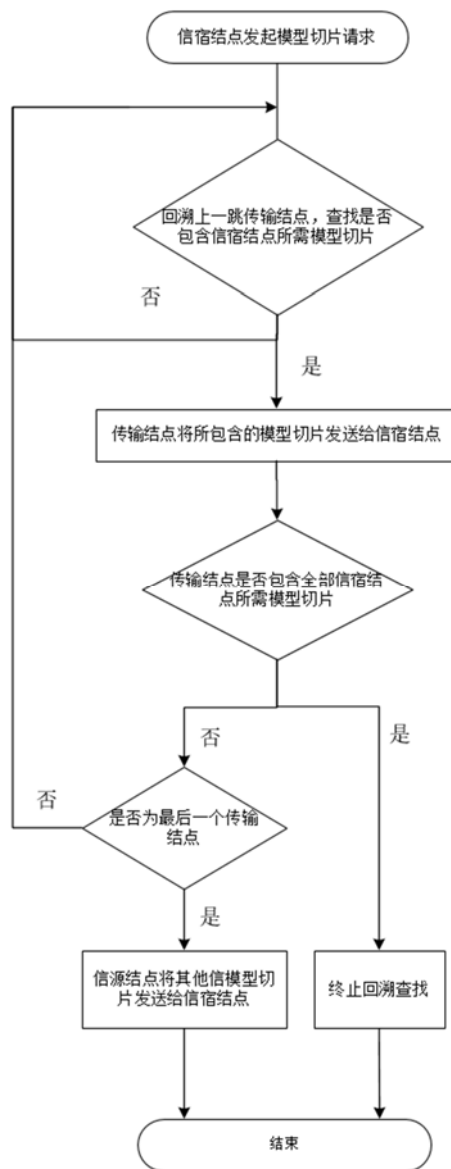 信宿结点发起模型切片请求
回溯上一跳传输结点，查找是否
包含信宿结点所需模型切片
否
是
传输结点将所包含的模型切片发送给信宿结点
传输结点是否包含全部信宿结
点所需模型切片
否
是
否
是否为最后一个传输
结点
是
信源结点将其他信模型切
片发送给信宿结点
终止回溯查找
结束